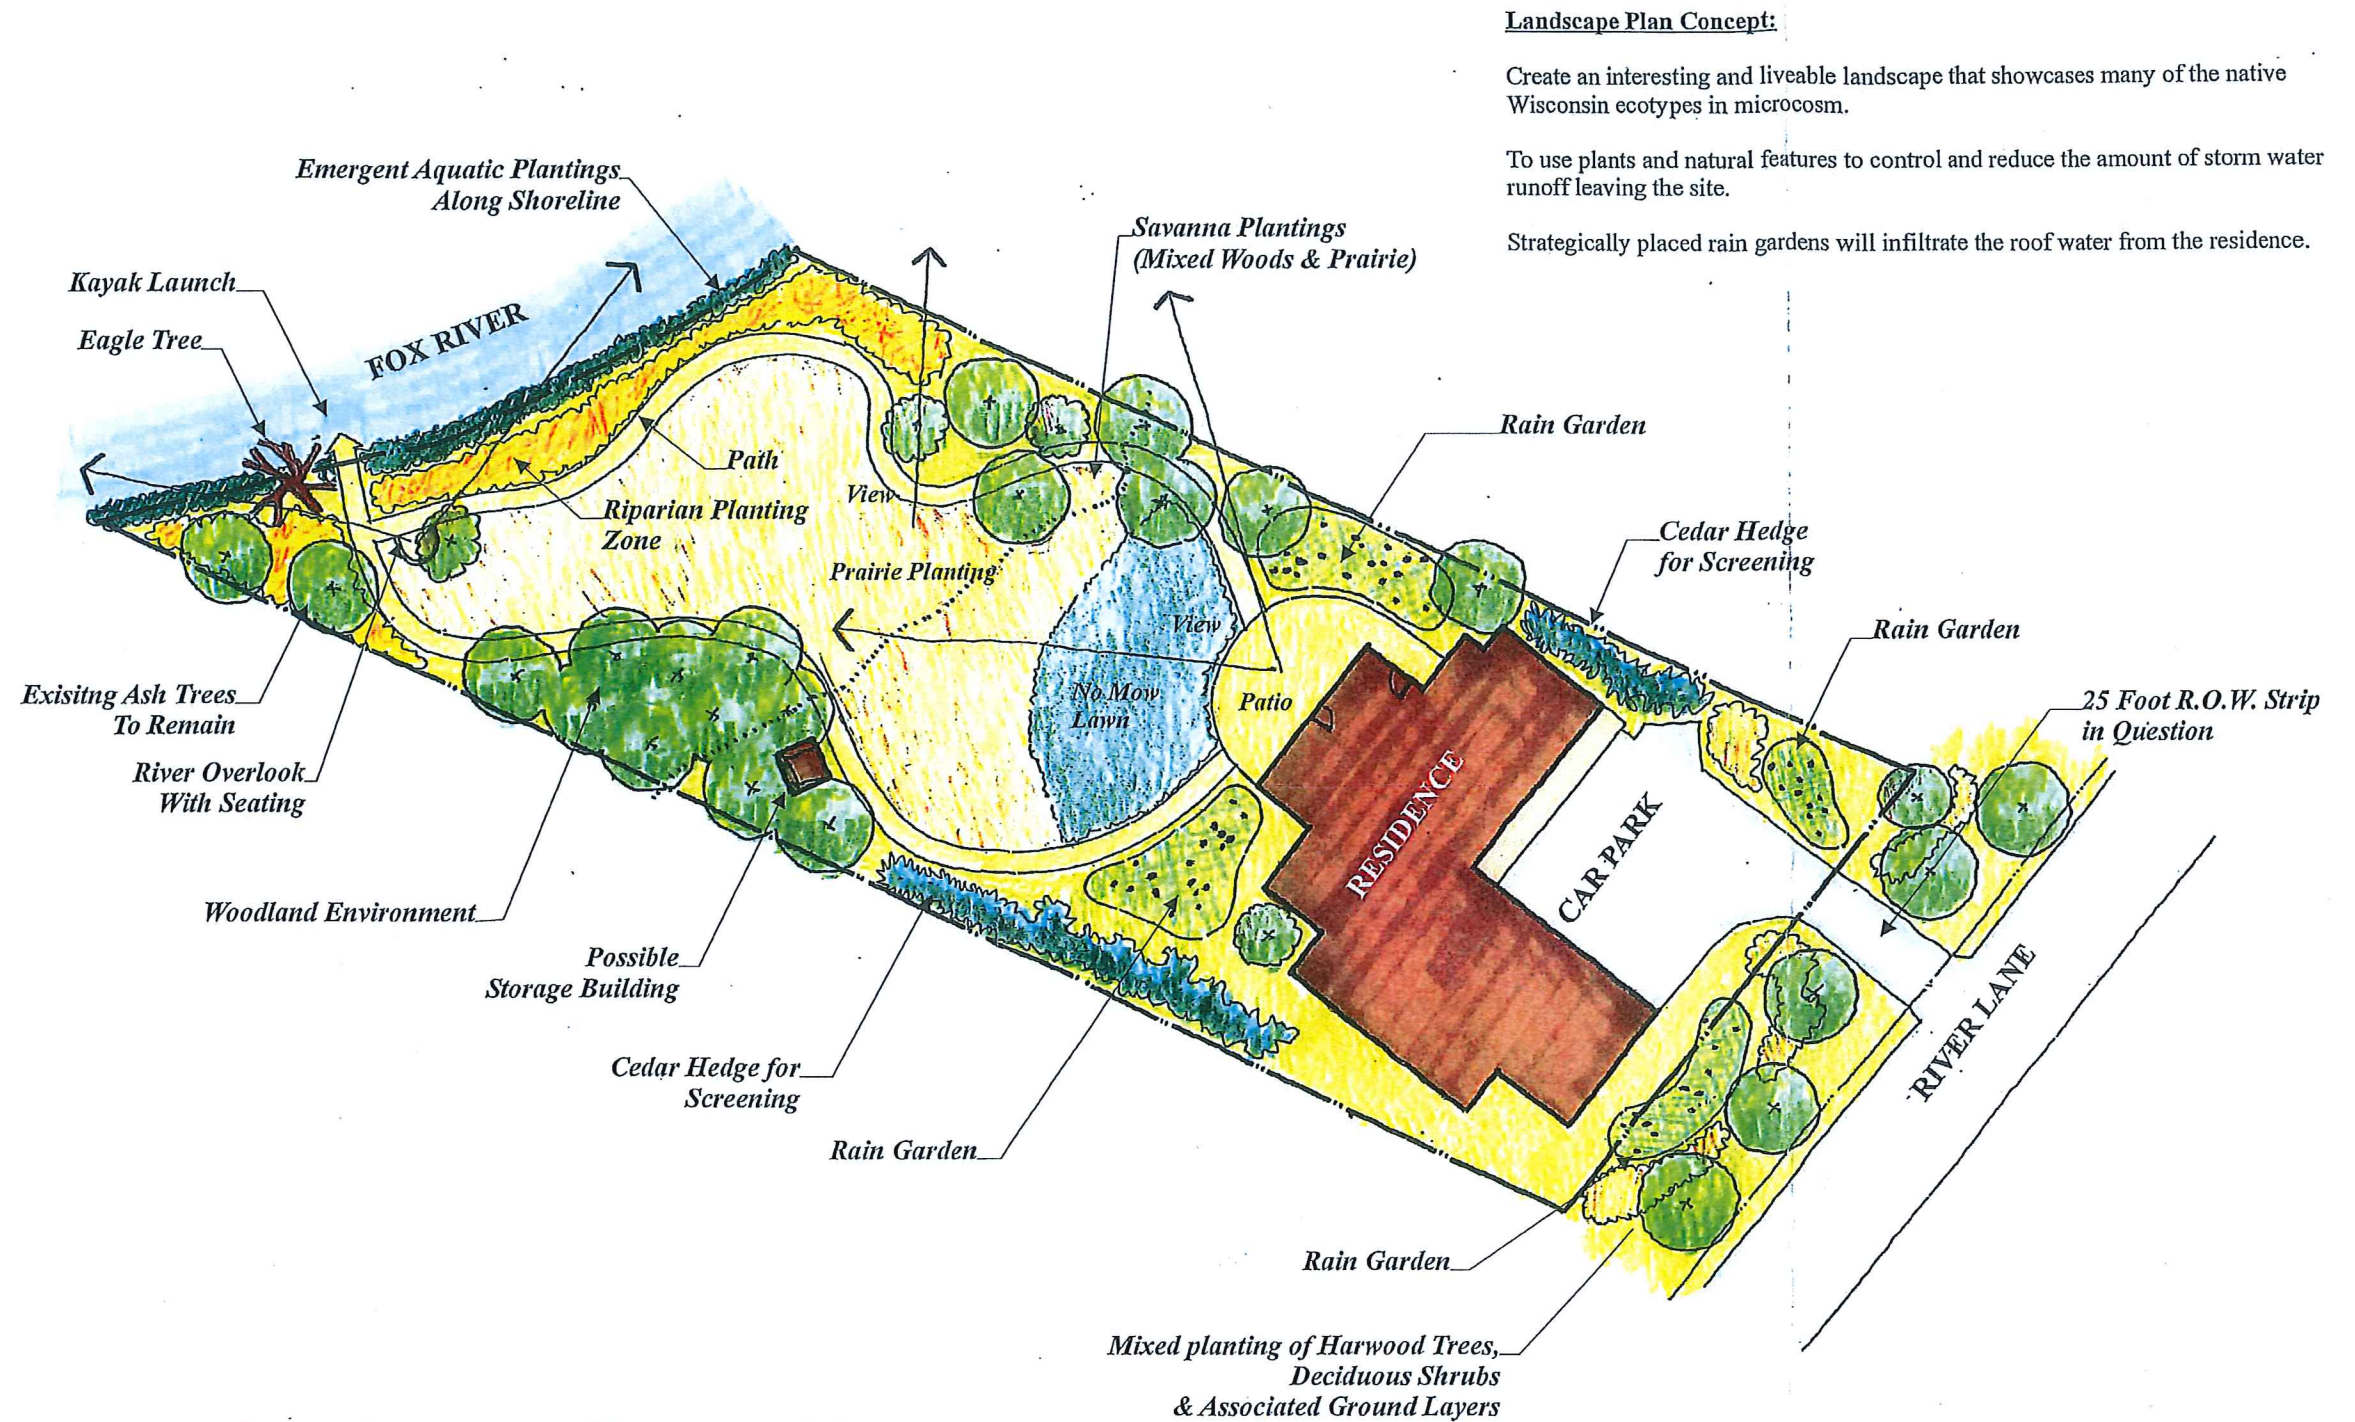 Landscape Plan Concept:
Create an interesting and liveable landscape that showcases many of the native
Wisconsin ecotypes in microcosm.
To use plants and natural features to control and reduce the amount of storm water
runoff leaving the site.
Strategically placed rain gardens will infiltrate the roof water from the residence.
Emergent Aquatic Plantings
Along Shoreline
Savanna Plantings
(Mixed Woods & Prairie)
Kayak Launch
Eagle Tree
FOX RIVER
Rain Garden
Path
View
Riparian Planting
Zone
Cedar Hedge
for Screening
Prairie Planting
View
Rain Garden
Exisitng Ash Trees
To Remain
No Mow
Lawn
Patio
25 Foot R.O.W. Strip
in Question
River Overlook
With Seating
RESIDENCE
CAR PARK
Woodland Environment
Possible
Storage Building
RIVER LANE
Cedar Hedge for
Screening
Rain Garden
Rain Garden
Mixed planting of Harwood Trees,
Deciduous Shrubs
& Associated Ground Layers